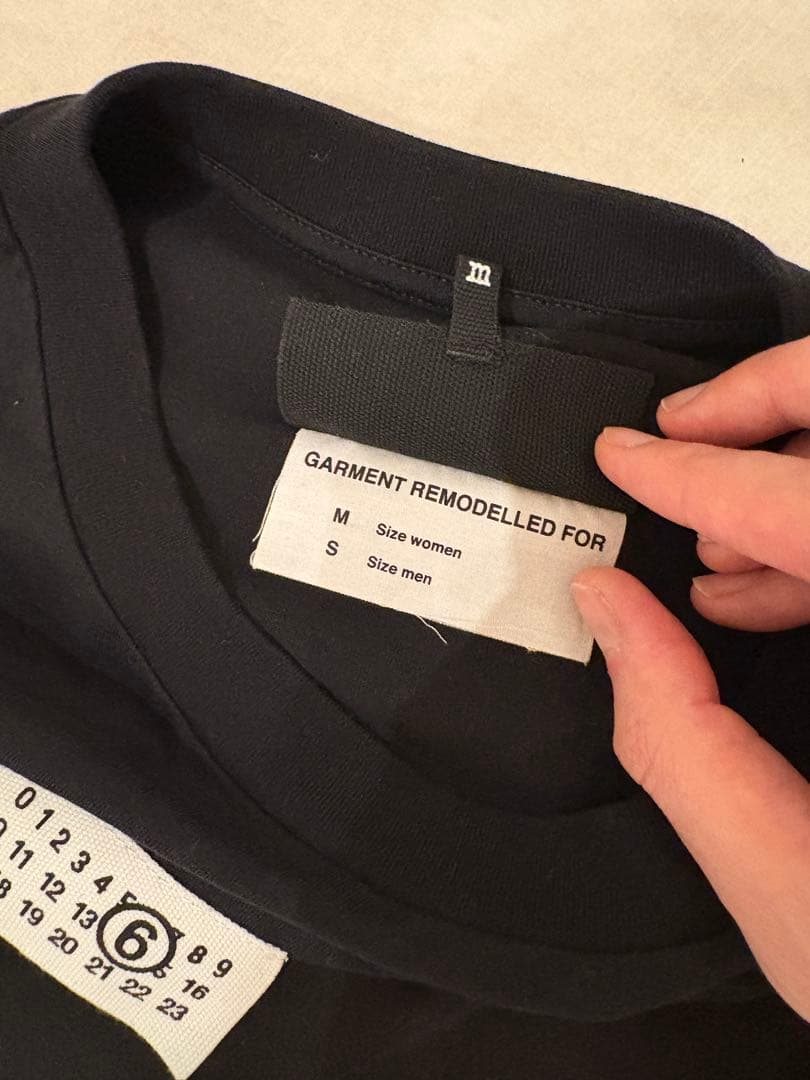 m
GARMENT REMODELLED FOR
M Size women
S Size men
0 1 2 3 4 8 9
11 12 13 6 16
19 20 21 22 23